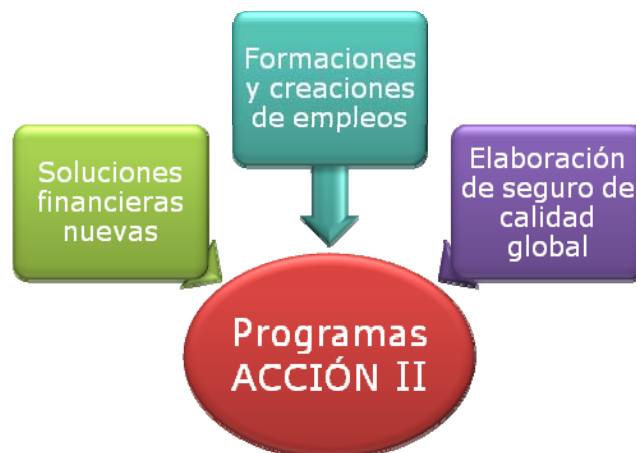 Formaciones
y creaciones
de empleos
Soluciones
financieras
nuevas
Elaboración
de seguro de
calidad
global
Programas
ACCIÓN II